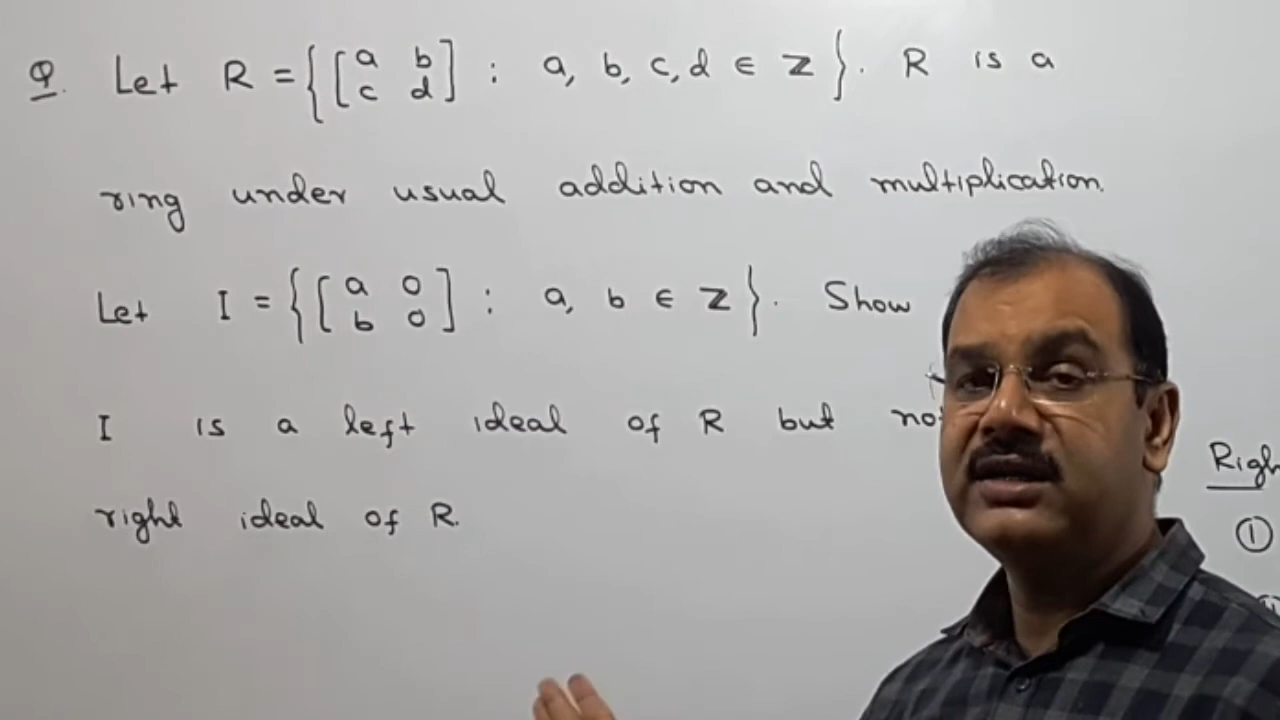 Q. Let R = { [ a b c d ] : a, b, c, d ∈ Z }. R is a
ring under usual addition and multiplication.
Let I = { [ a 0 b 0 ] : a, b ∈ Z }. Show
I is a left ideal of R but
right ideal of R.
①